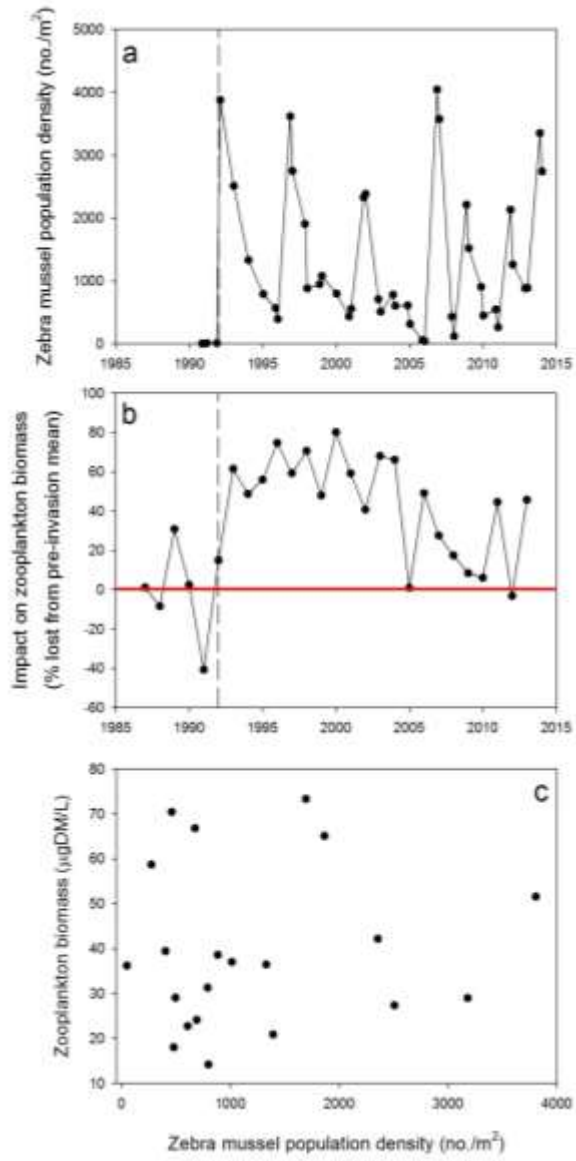 a
Zebra mussel population density (no./m²)
5000
4000
3000
2000
1000
0
1985 1990 1995 2000 2005 2010 2015
b
Impact on zooplankton biomass
(% lost from pre-invasion mean)
100
80
60
40
20
0
-20
-40
-60
1985 1990 1995 2000 2005 2010 2015
c
Zooplankton biomass (µgDM/L)
80
70
60
50
40
30
20
10
0 1000 2000 3000 4000
Zebra mussel population density (no./m²)